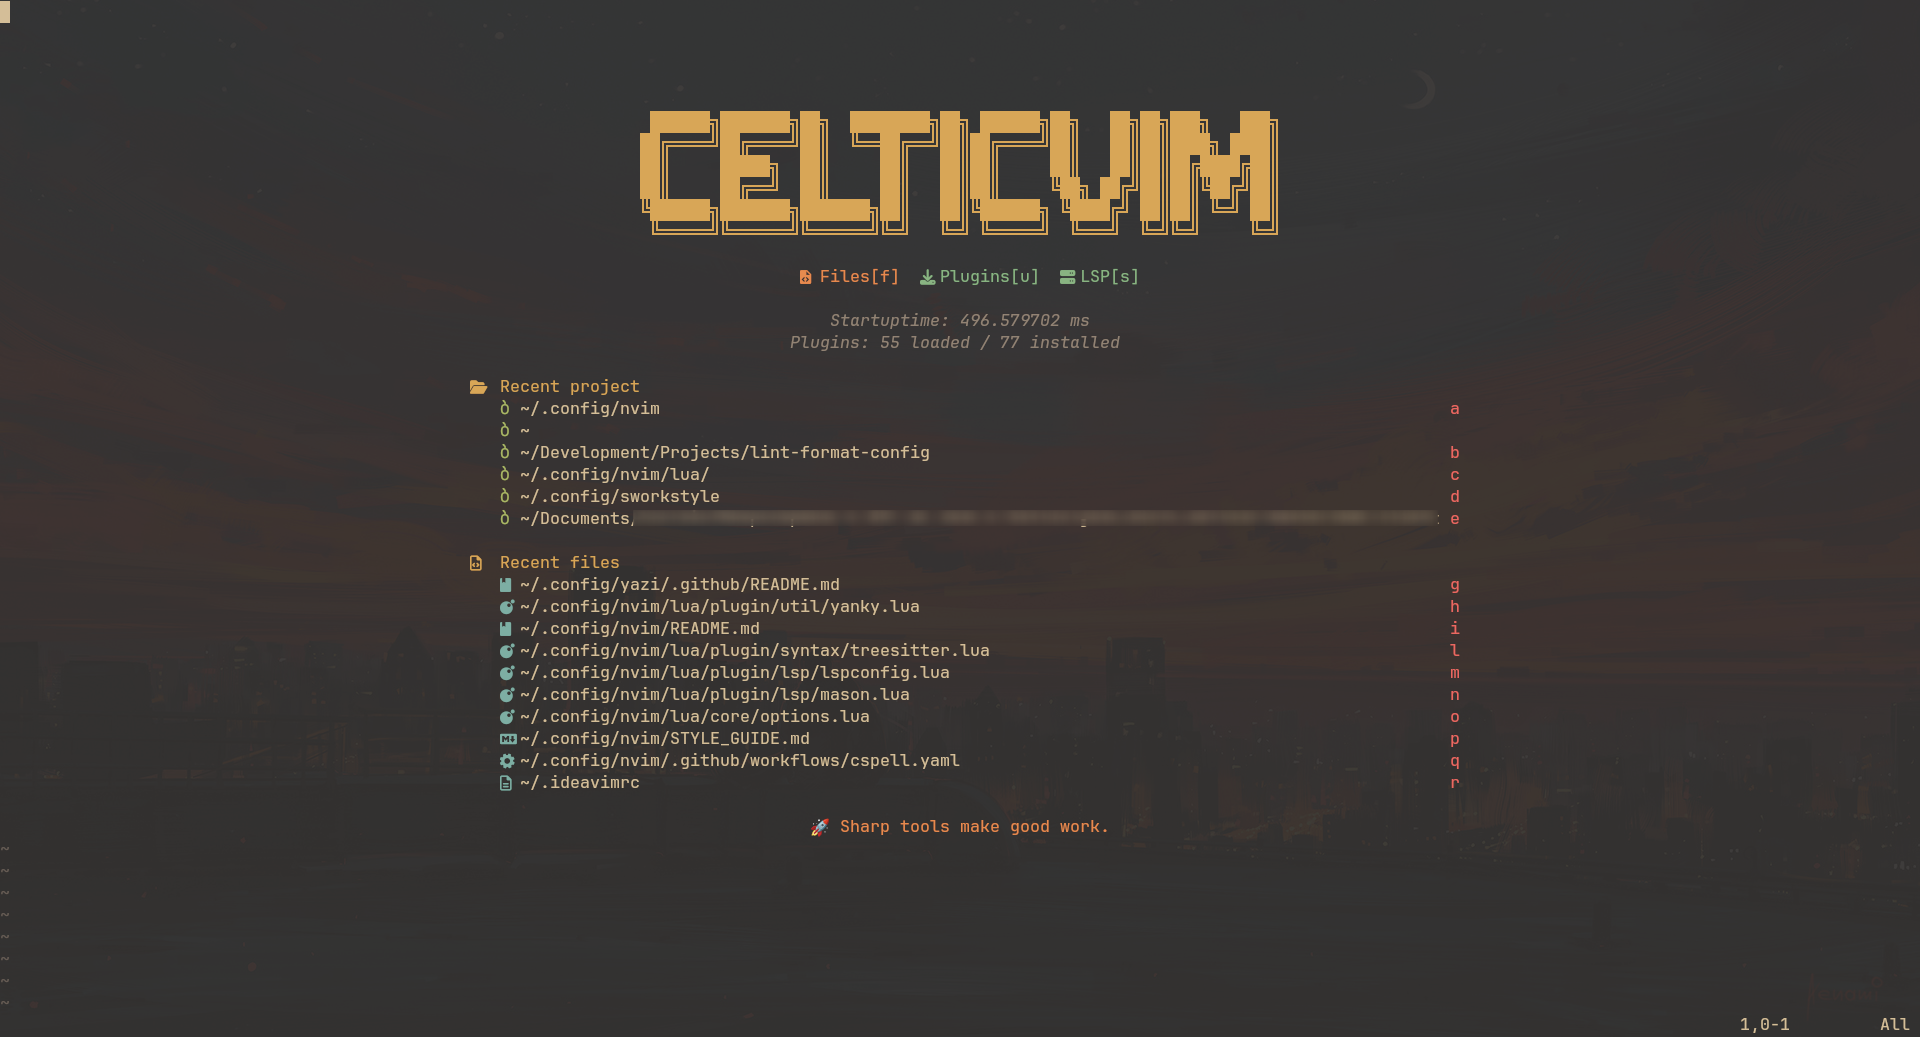 CELTICVIM
Files[f] Plugins[u] LSP[s]
Startuptime: 496.579702 ms
Plugins: 55 loaded / 77 installed
Recent project
~/.config/nvim a
~
~/Development/Projects/lint-format-config b
~/.config/nvim/lua/ c
~/.config/sworkstyle d
~/Documents/ e
Recent files
~/.config/yazi/.github/README.md g
~/.config/nvim/lua/plugin/util/yanky.lua h
~/.config/nvim/README.md i
~/.config/nvim/lua/plugin/syntax/treesitter.lua l
~/.config/nvim/lua/plugin/lsp/lspconfig.lua m
~/.config/nvim/lua/plugin/lsp/mason.lua n
~/.config/nvim/lua/core/options.lua o
~/.config/nvim/STYLE_GUIDE.md p
~/.config/nvim/.github/workflows/cspell.yaml q
~/.ideavimrc r
🚀 Sharp tools make good work.
~
~
~
~
~
~
~
~
1,0-1 All